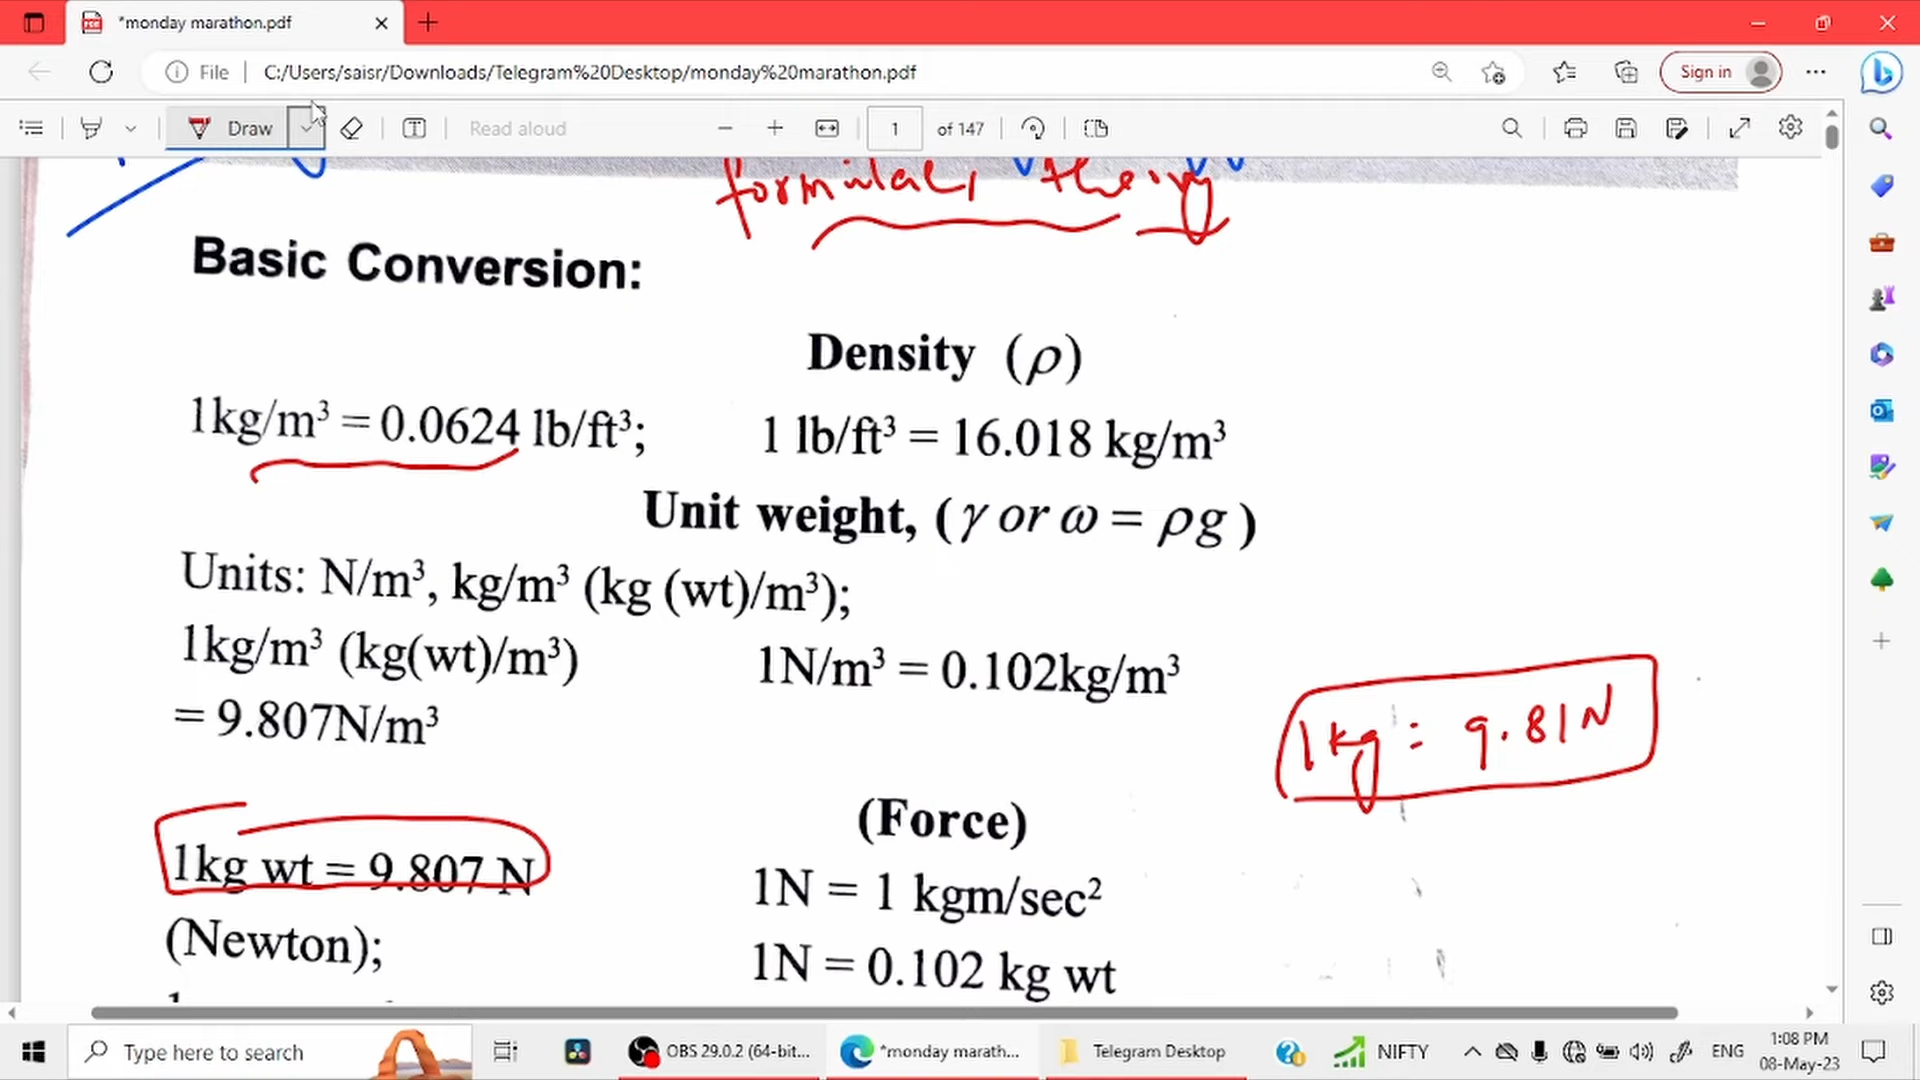 *monday marathon.pdf
File
C:/Users/saisr/Downloads/Telegram%20Desktop/monday%20marathon.pdf
Sign in
Draw
Read aloud
1 of 147
formulae, theory
Basic Conversion:
Density (ρ)
1kg/m³ = 0.0624 lb/ft³; 1 lb/ft³ = 16.018 kg/m³
Unit weight, (γ or ω = ρg)
Units: N/m³, kg/m³ (kg (wt)/m³);
1kg/m³ (kg(wt)/m³) 1N/m³ = 0.102kg/m³
= 9.807N/m³
1kg = 9.81N
(Force)
1kg wt = 9.807 N 1N = 1 kgm/sec²
(Newton); 1N = 0.102 kg wt
Type here to search
OBS 29.0.2 (64-bit...
*monday marath...
Telegram Desktop
NIFTY
ENG
1:08 PM
08-May-23